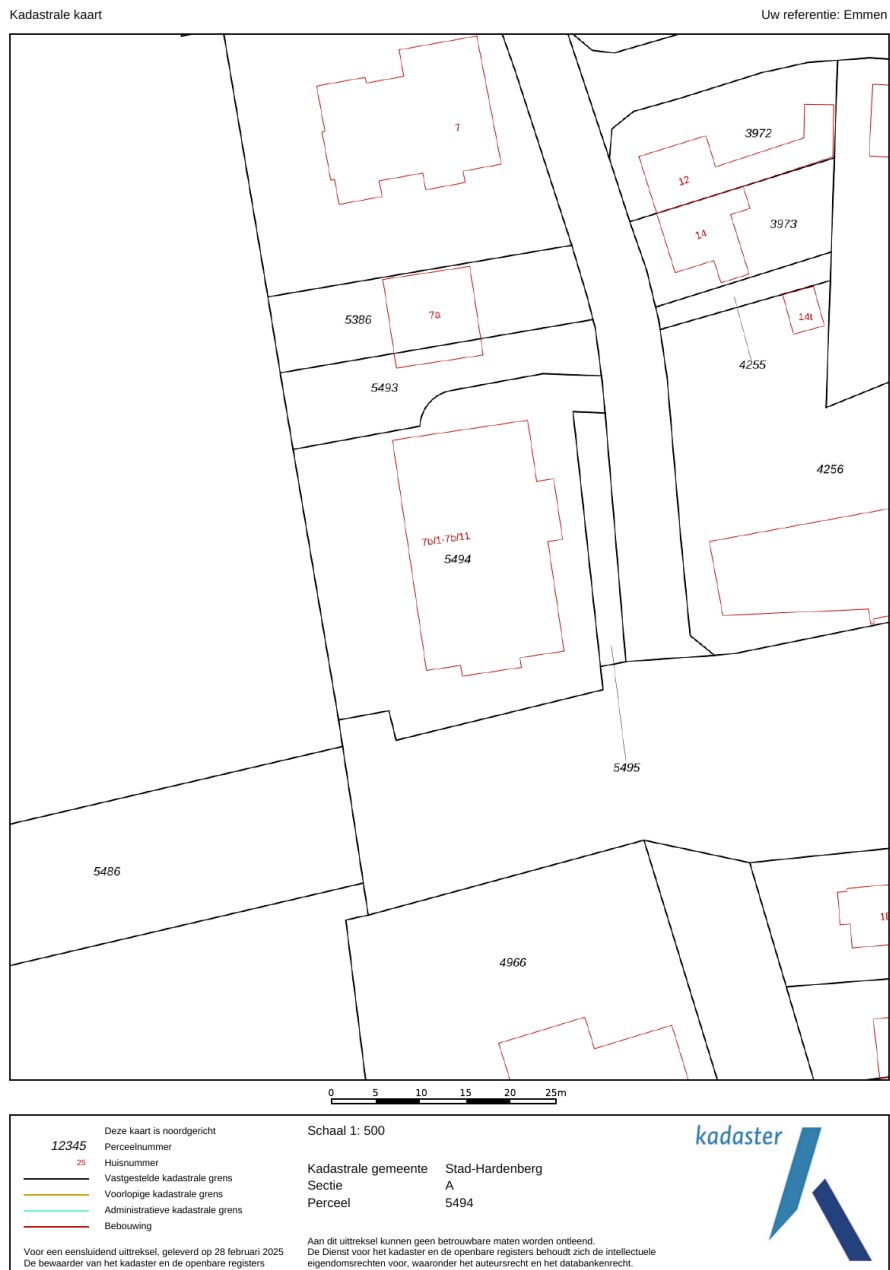 Kadastrale kaart
Uw referentie: Emmen
7
3972
12
14
3973
5386
7a
14t
4255
5493
4256
7b/1-7b/11
5494
5495
5486
4966
0 5 10 15 20 25m
Deze kaart is noordgericht
12345 Perceelnummer
25 Huisnummer
Vastgestelde kadastrale grens
Voorlopige kadastrale grens
Administratieve kadastrale grens
Bebouwing
Voor een eensluidend uittreksel, geleverd op 28 februari 2025
De bewaarder van het kadaster en de openbare registers
Schaal 1: 500
Kadastrale gemeente Stad-Hardenberg
Sectie A
Perceel 5494
Aan dit uittreksel kunnen geen betrouwbare maten worden ontleend.
De Dienst voor het kadaster en de openbare registers behoudt zich de intellectuele
eigendomsrechten voor, waaronder het auteursrecht en het databankenrecht.
kadaster